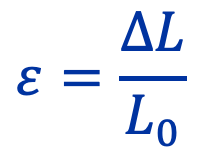 ε = ΔL / L₀